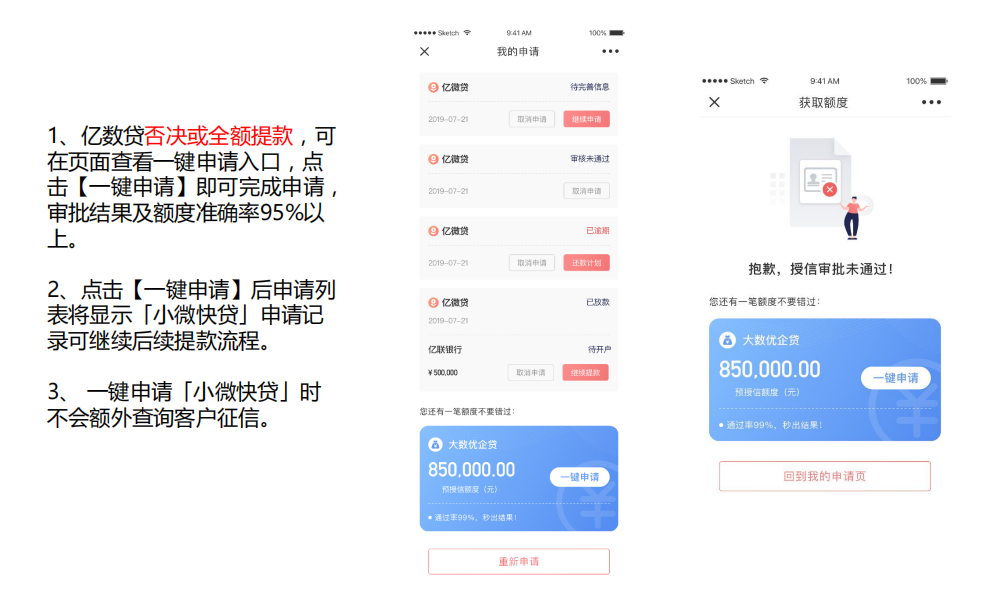 1、亿数贷否决或全额提款，可
在页面查看一键申请入口，点
击【一键申请】即可完成申请，
审批结果及额度准确率95%以
上。
2、点击【一键申请】后申请列
表将显示「小微快贷」申请记
录可继续后续提款流程。
3、 一键申请「小微快贷」时
不会额外查询客户征信。
Sketch 9:41 AM 100%
我的申请
亿微贷 待完善信息
2019-07-21 取消申请 继续申请
亿微贷 审核未通过
2019-07-21 取消申请
亿微贷 已逾期
2019-07-21 取消申请 还款计划
亿微贷 已放款
2019-07-21
亿联银行 待开户
¥500,000 取消申请 继续提款
您还有一笔额度不要错过：
大数优企贷
850,000.00
一键申请
预授信额度（元）
通过率99%，秒出结果！
重新申请
Sketch 9:41 AM 100%
获取额度
抱歉，授信审批未通过！
您还有一笔额度不要错过：
大数优企贷
850,000.00
一键申请
预授信额度（元）
通过率99%，秒出结果！
回到我的申请页